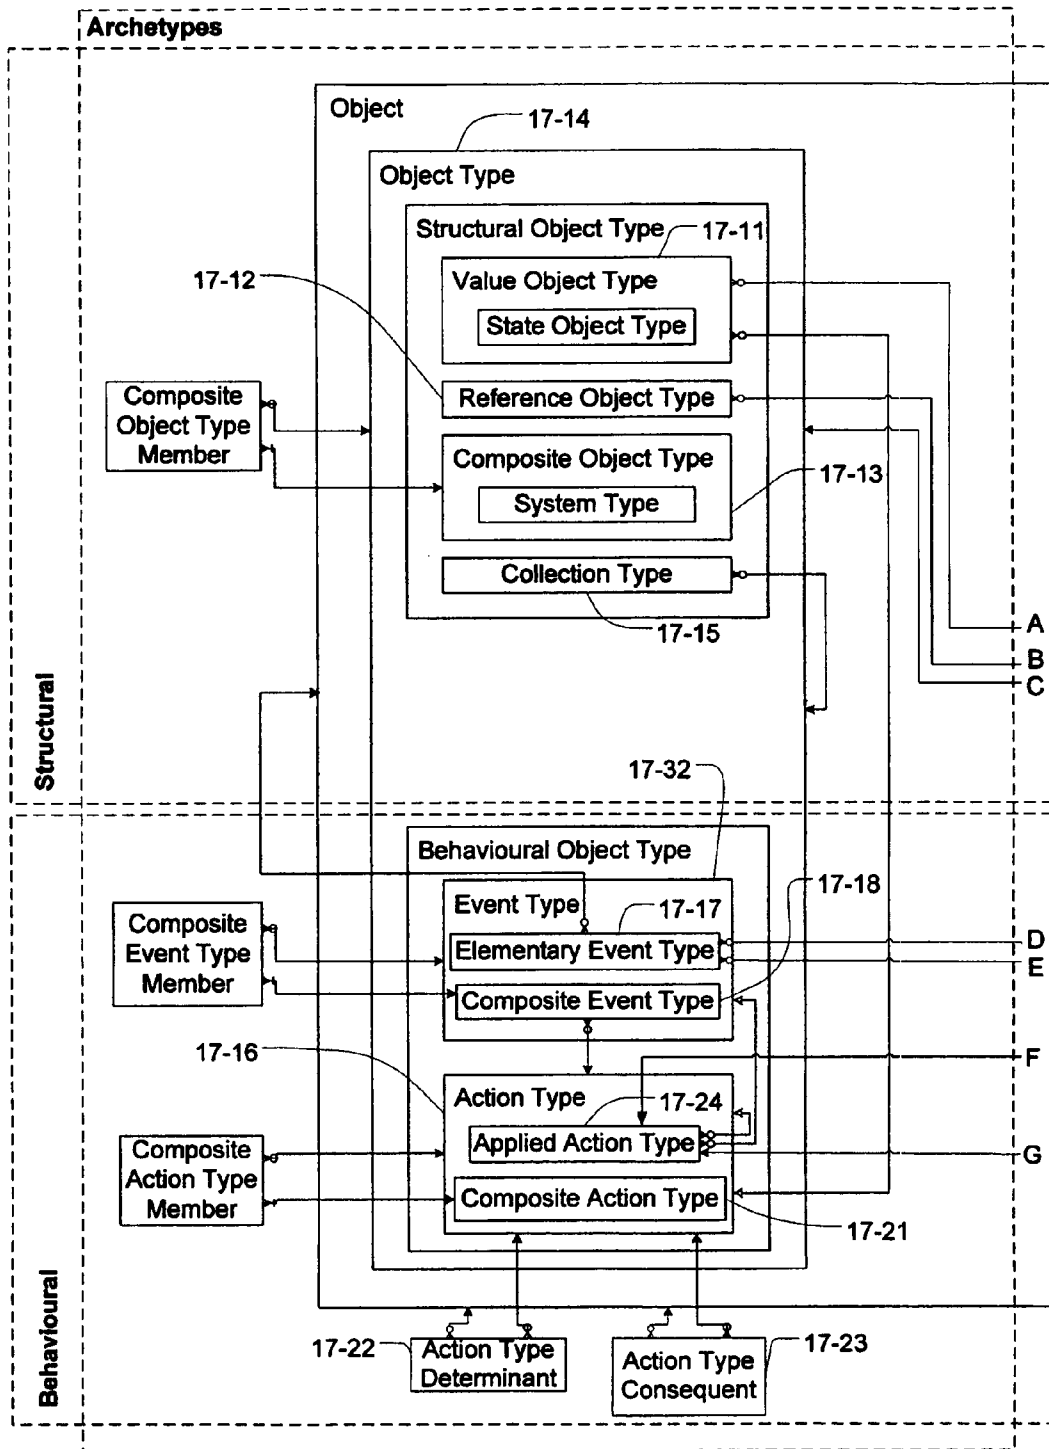 Archetypes
Object
17-14
Object Type
Structural Object Type
17-11
17-12
Value Object Type
State Object Type
Composite
Object Type
Member
Reference Object Type
Composite Object Type
17-13
System Type
Collection Type
17-15
A
B
C
Structural
17-32
Behavioural Object Type
17-18
Event Type
17-17
Composite
Event Type
Member
Elementary Event Type
D
E
Composite Event Type
17-16
F
Action Type
17-24
Composite
Action Type
Member
Applied Action Type
G
Composite Action Type
17-21
Behavioural
17-22
Action Type
Determinant
Action Type
Consequent
17-23